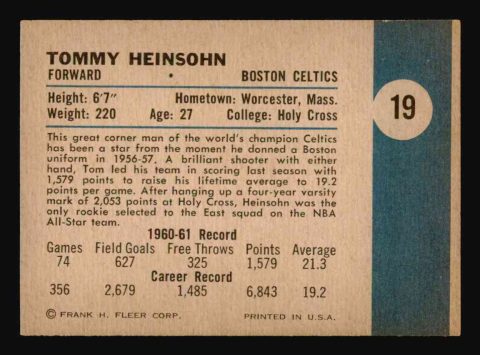 TOMMY HEINSOHN
FORWARD • BOSTON CELTICS
Height: 6'7" Hometown: Worcester, Mass.
Weight: 220 Age: 27 College: Holy Cross
19
This great corner man of the world's champion Celtics
has been a star from the moment he donned a Boston
uniform in 1956-57. A brilliant shooter with either
hand, Tom led his team in scoring last season with
1,579 points to raise his lifetime average to 19.2
points per game. After hanging up a four-year varsity
mark of 2,053 points at Holy Cross, Heinsohn was the
only rookie selected to the East squad on the NBA
All-Star team.
1960-61 Record
Games Field Goals Free Throws Points Average
74 627 325 1,579 21.3
Career Record
356 2,679 1,485 6,843 19.2
© FRANK H. FLEER CORP. PRINTED IN U.S.A.